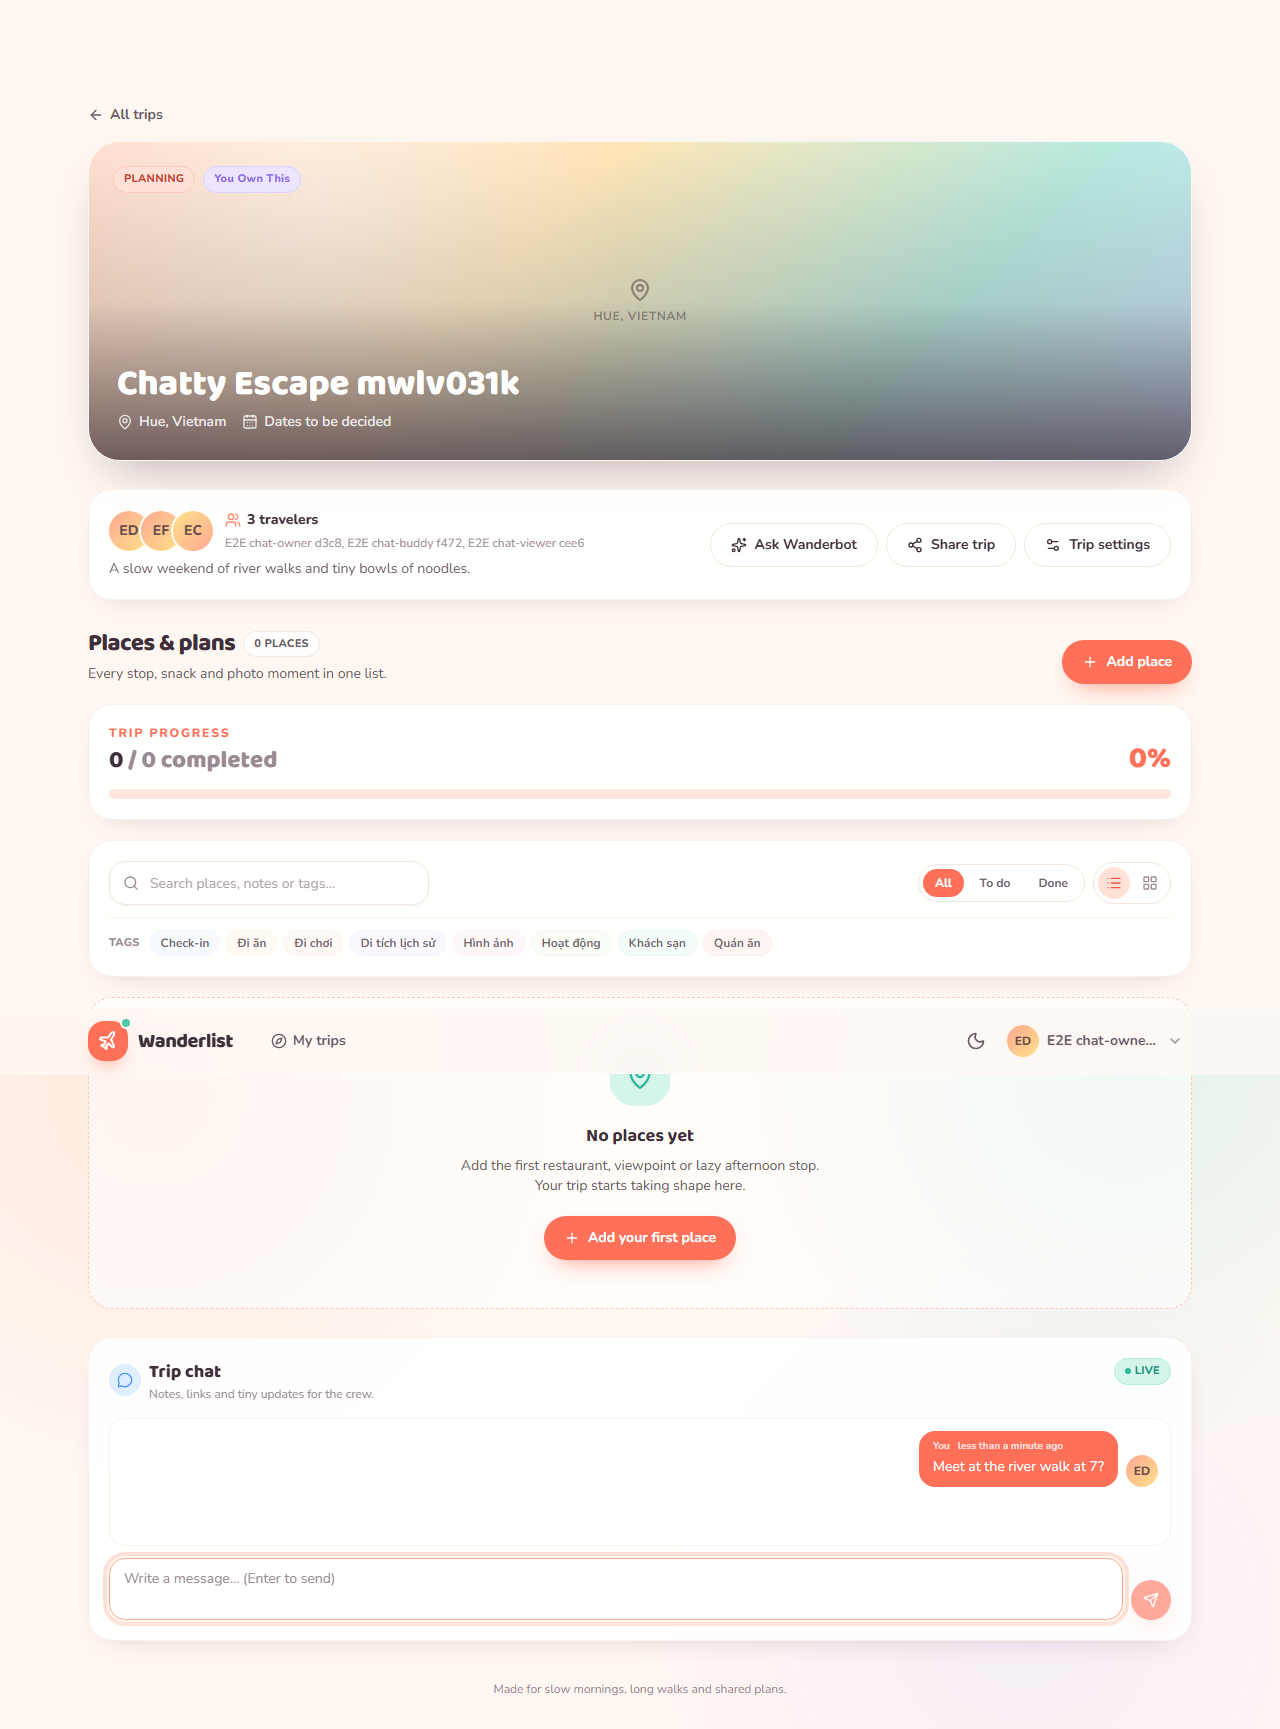 All trips
PLANNING
You Own This
HUE, VIETNAM
Chatty Escape mwlv031k
Hue, Vietnam
Dates to be decided
ED
EF
EC
3 travelers
E2E chat-owner d3c8, E2E chat-buddy f472, E2E chat-viewer cee6
A slow weekend of river walks and tiny bowls of noodles.
Ask Wanderbot
Share trip
Trip settings
Places & plans
0 PLACES
Every stop, snack and photo moment in one list.
Add place
TRIP PROGRESS
0 / 0 completed
0%
Search places, notes or tags...
All
To do
Done
TAGS
Check-in
Đi ăn
Đi chơi
Di tích lịch sử
Hình ảnh
Hoạt động
Khách sạn
Quán ăn
Wanderlist
My trips
ED
E2E chat-owne...
No places yet
Add the first restaurant, viewpoint or lazy afternoon stop.
Your trip starts taking shape here.
Add your first place
Trip chat
Notes, links and tiny updates for the crew.
LIVE
You less than a minute ago
Meet at the river walk at 7?
ED
Write a message... (Enter to send)
Made for slow mornings, long walks and shared plans.